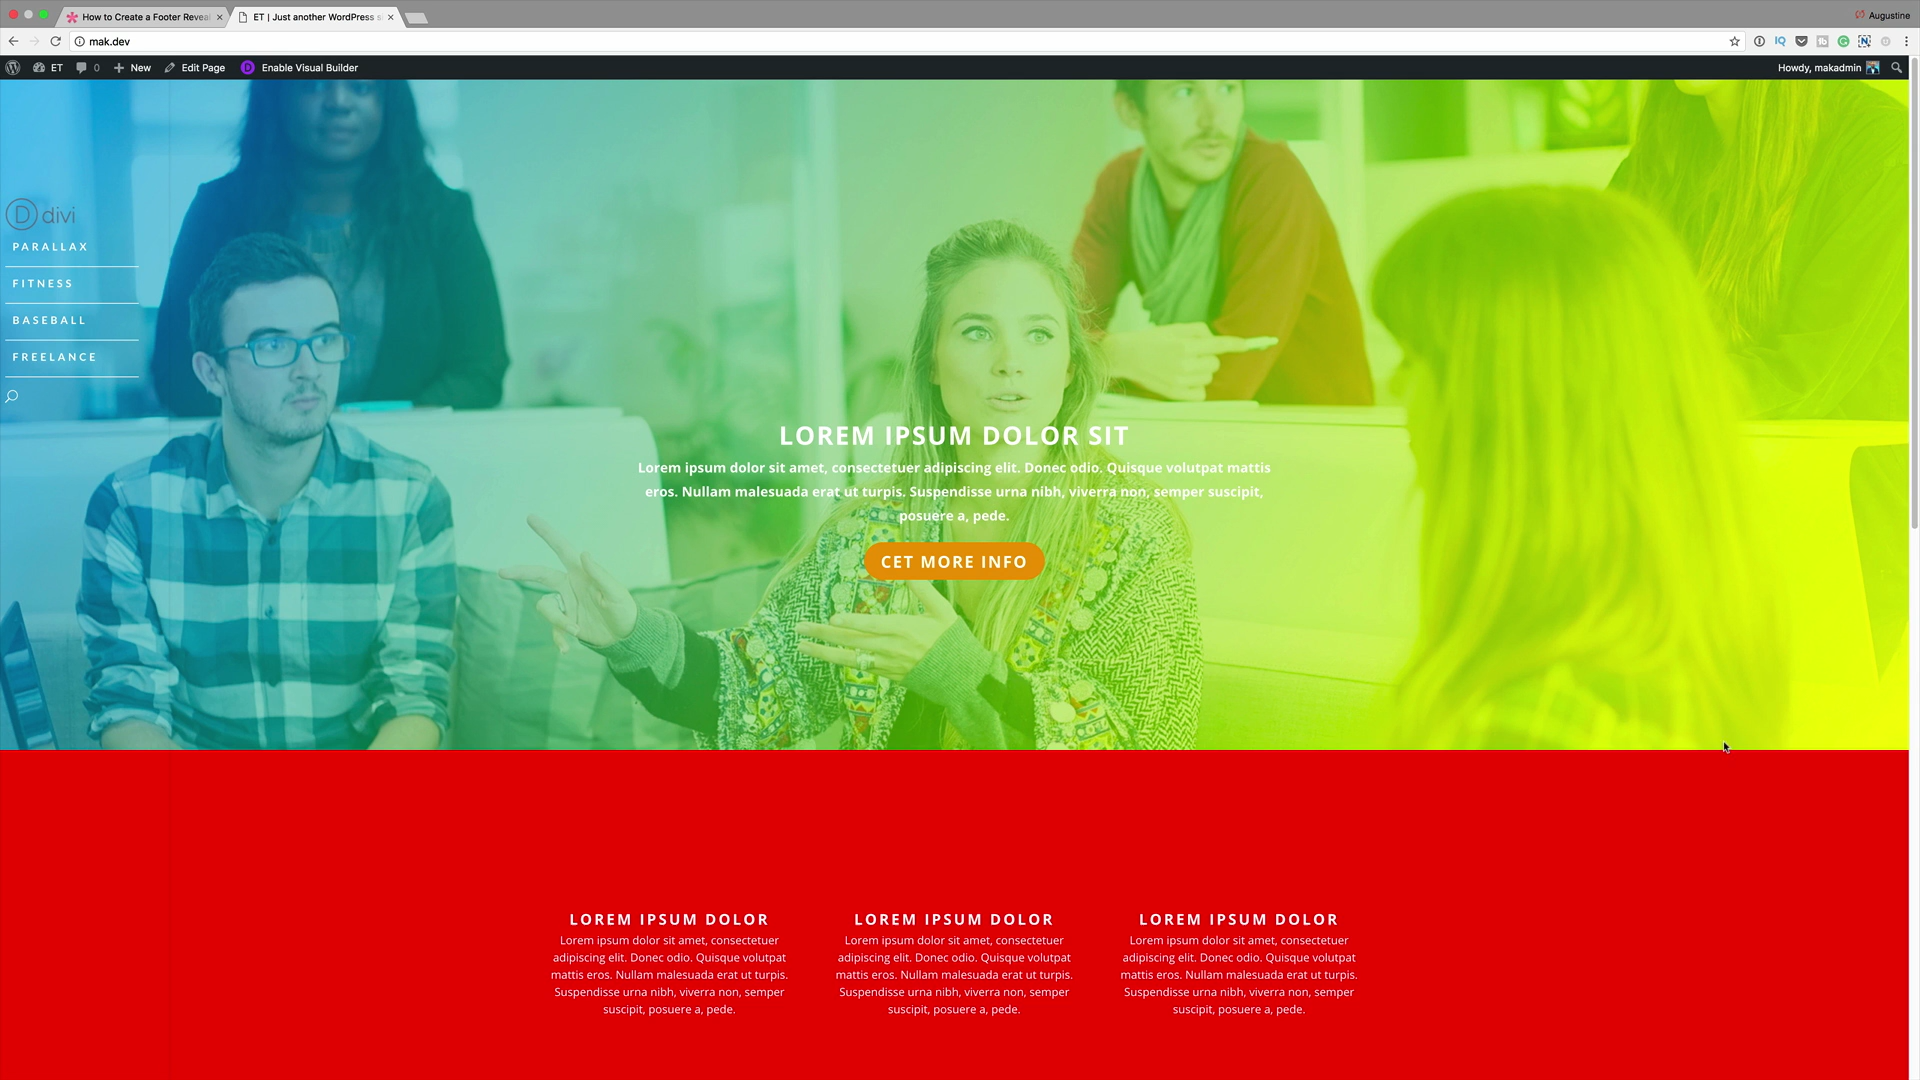 How to Create a Footer Reveal
ET | Just another WordPress s
Augustine
mak.dev
ET 0 New Edit Page D Enable Visual Builder Howdy, makadmin
D divi
PARALLAX
FITNESS
BASEBALL
FREELANCE
LOREM IPSUM DOLOR SIT
Lorem ipsum dolor sit amet, consectetuer adipiscing elit. Donec odio. Quisque volutpat mattis
eros. Nullam malesuada erat ut turpis. Suspendisse urna nibh, viverra non, semper suscipit,
posuere a, pede.
CET MORE INFO
LOREM IPSUM DOLOR
Lorem ipsum dolor sit amet, consectetuer
adipiscing elit. Donec odio. Quisque volutpat
mattis eros. Nullam malesuada erat ut turpis.
Suspendisse urna nibh, viverra non, semper
suscipit, posuere a, pede.
LOREM IPSUM DOLOR
Lorem ipsum dolor sit amet, consectetuer
adipiscing elit. Donec odio. Quisque volutpat
mattis eros. Nullam malesuada erat ut turpis.
Suspendisse urna nibh, viverra non, semper
suscipit, posuere a, pede.
LOREM IPSUM DOLOR
Lorem ipsum dolor sit amet, consectetuer
adipiscing elit. Donec odio. Quisque volutpat
mattis eros. Nullam malesuada erat ut turpis.
Suspendisse urna nibh, viverra non, semper
suscipit, posuere a, pede.